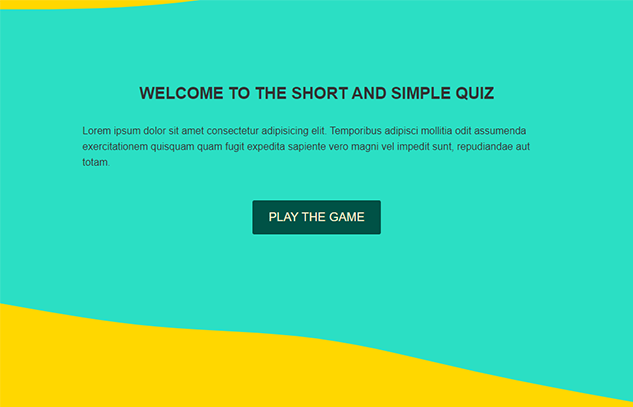 WELCOME TO THE SHORT AND SIMPLE QUIZ
Lorem ipsum dolor sit amet consectetur adipisicing elit. Temporibus adipisci mollitia odit assumenda
exercitationem quisquam quam fugit expedita sapiente vero magni vel impedit sunt, repudiandae aut
totam.
PLAY THE GAME